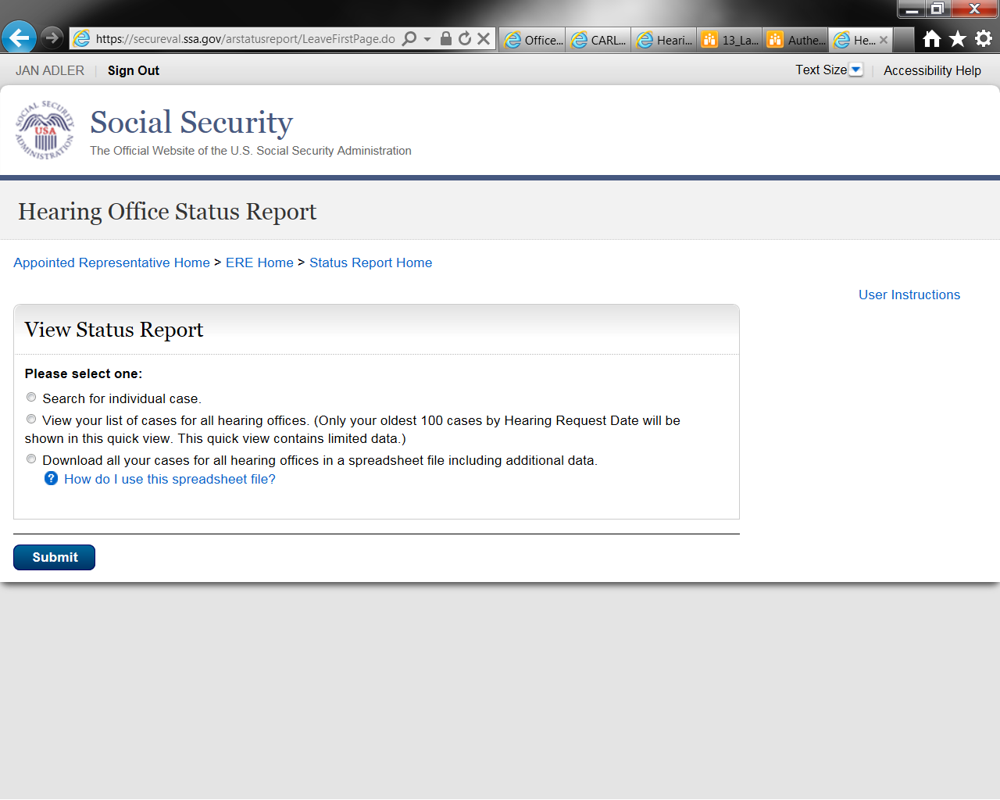 https://secureval.ssa.gov/arstatusreport/LeaveFirstPage.do
Office...
CARL...
Heari...
13_La...
Authe...
He...
JAN ADLER
Sign Out
Text Size
Accessibility Help
SOCIAL SECURITY ADMINISTRATION
USA
Social Security
The Official Website of the U.S. Social Security Administration
Hearing Office Status Report
Appointed Representative Home > ERE Home > Status Report Home
User Instructions
View Status Report
Please select one:
Search for individual case.
View your list of cases for all hearing offices. (Only your oldest 100 cases by Hearing Request Date will be
shown in this quick view. This quick view contains limited data.)
Download all your cases for all hearing offices in a spreadsheet file including additional data.
? How do I use this spreadsheet file?
Submit